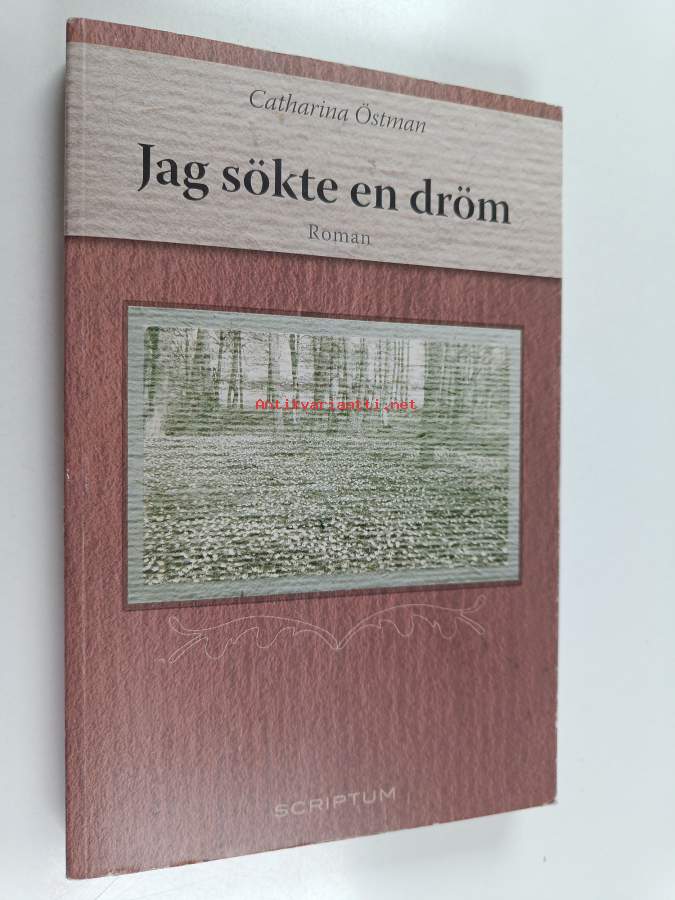 Catharina Östman
Jag sökte en dröm
Roman
Antikvariaatti.net
SCRIPTUM